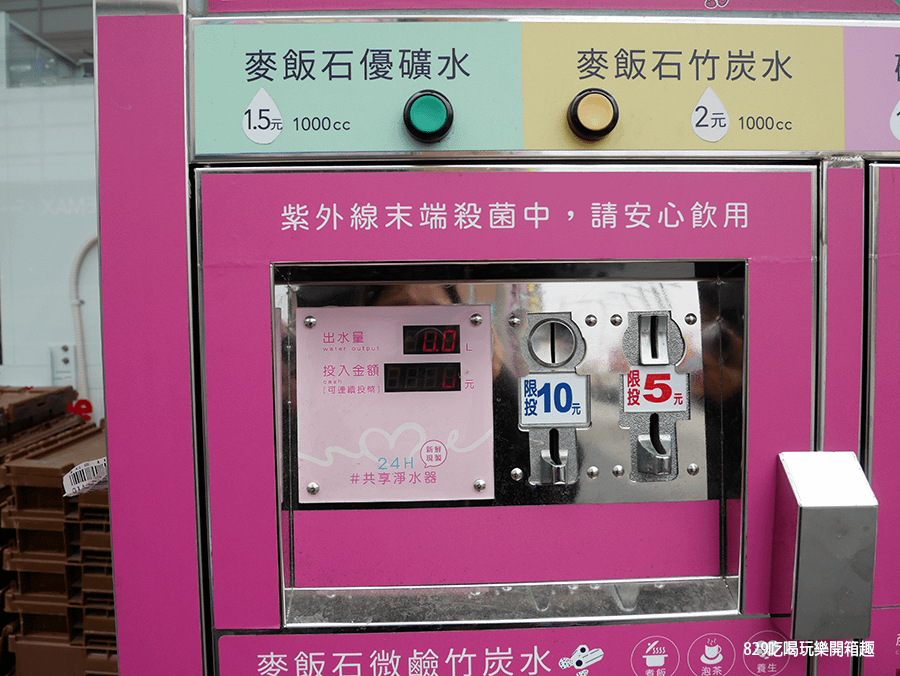 麥飯石優礦水
1.5元 1000cc
麥飯石竹炭水
2元 1000cc
紫外線末端殺菌中，請安心飲用
出水量
water output
0.0 L
投入金額
cash
[可連續投幣]
0 元
新鮮
現製
24H
#共享淨水器
限投10元
限投5元
麥飯石微鹼竹炭水
煮飯
泡茶
養生
829吃喝玩樂開箱趣